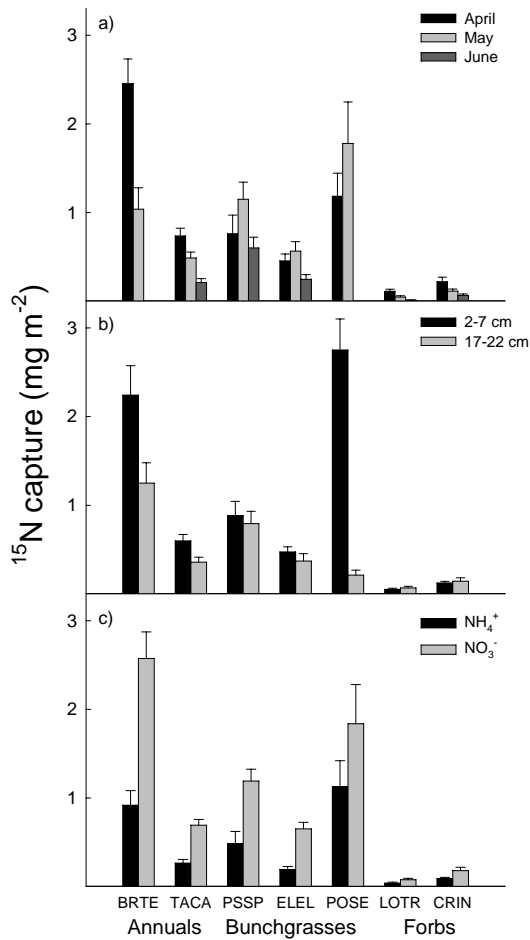 a)
April
May
June
3
2
1
b)
2-7 cm
17-22 cm
3
2
1
c)
NH₄⁺
NO₃⁻
3
2
1
¹⁵N capture (mg m⁻²)
BRTE TACA PSSP ELEL POSE LOTR CRIN
Annuals Bunchgrasses Forbs